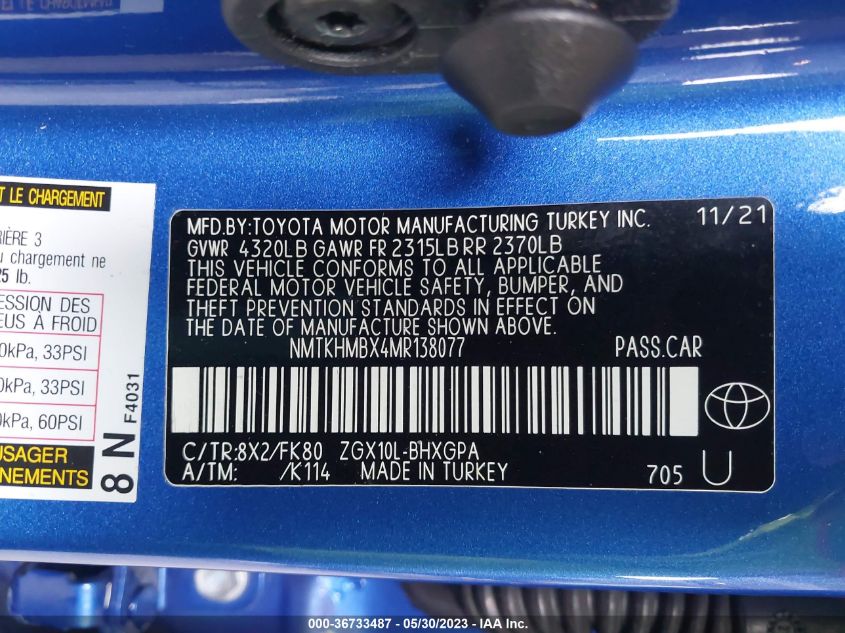 T LE CHARGEMENT
IÈRE 3
u chargement ne
25 lb.
ESSION DES
EUS À FROID
0kPa, 33PSI
0kPa, 33PSI
0kPa, 60PSI
USAGER
NEMENTS
8 N F4031
MFD.BY:TOYOTA MOTOR MANUFACTURING TURKEY INC. 11/21
GVWR 4320LB GAWR FR 2315LB RR 2370LB
THIS VEHICLE CONFORMS TO ALL APPLICABLE
FEDERAL MOTOR VEHICLE SAFETY, BUMPER, AND
THEFT PREVENTION STANDARDS IN EFFECT ON
THE DATE OF MANUFACTURE SHOWN ABOVE.
NMTKHMBX4MR138077 PASS.CAR
C/TR:8X2/FK80 ZGX10L-BHXGPA
A/TM: /K114 MADE IN TURKEY 705 U
000-36733487 - 05/30/2023 - IAA Inc.